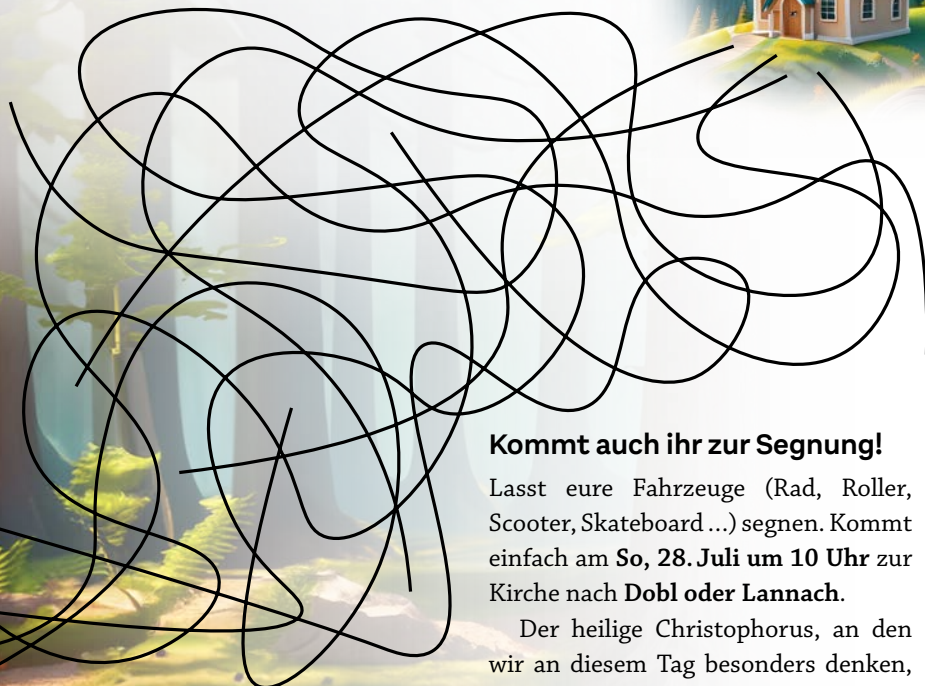 Kommt auch ihr zur Segnung!
Lasst eure Fahrzeuge (Rad, Roller,
Scooter, Skateboard ...) segnen. Kommt
einfach am So, 28. Juli um 10 Uhr zur
Kirche nach Dobl oder Lannach.
Der heilige Christophorus, an den
wir an diesem Tag besonders denken,